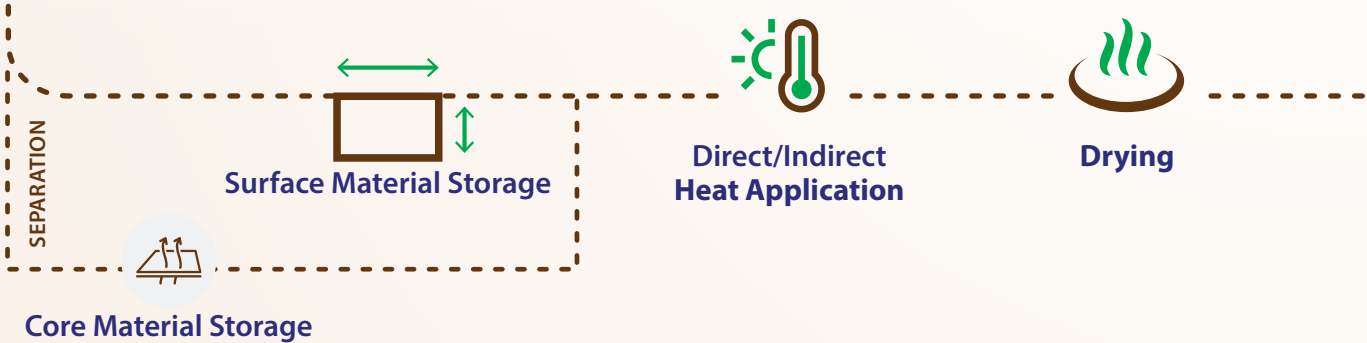 SEPARATION
Surface Material Storage
Core Material Storage
Direct/Indirect
Heat Application
Drying